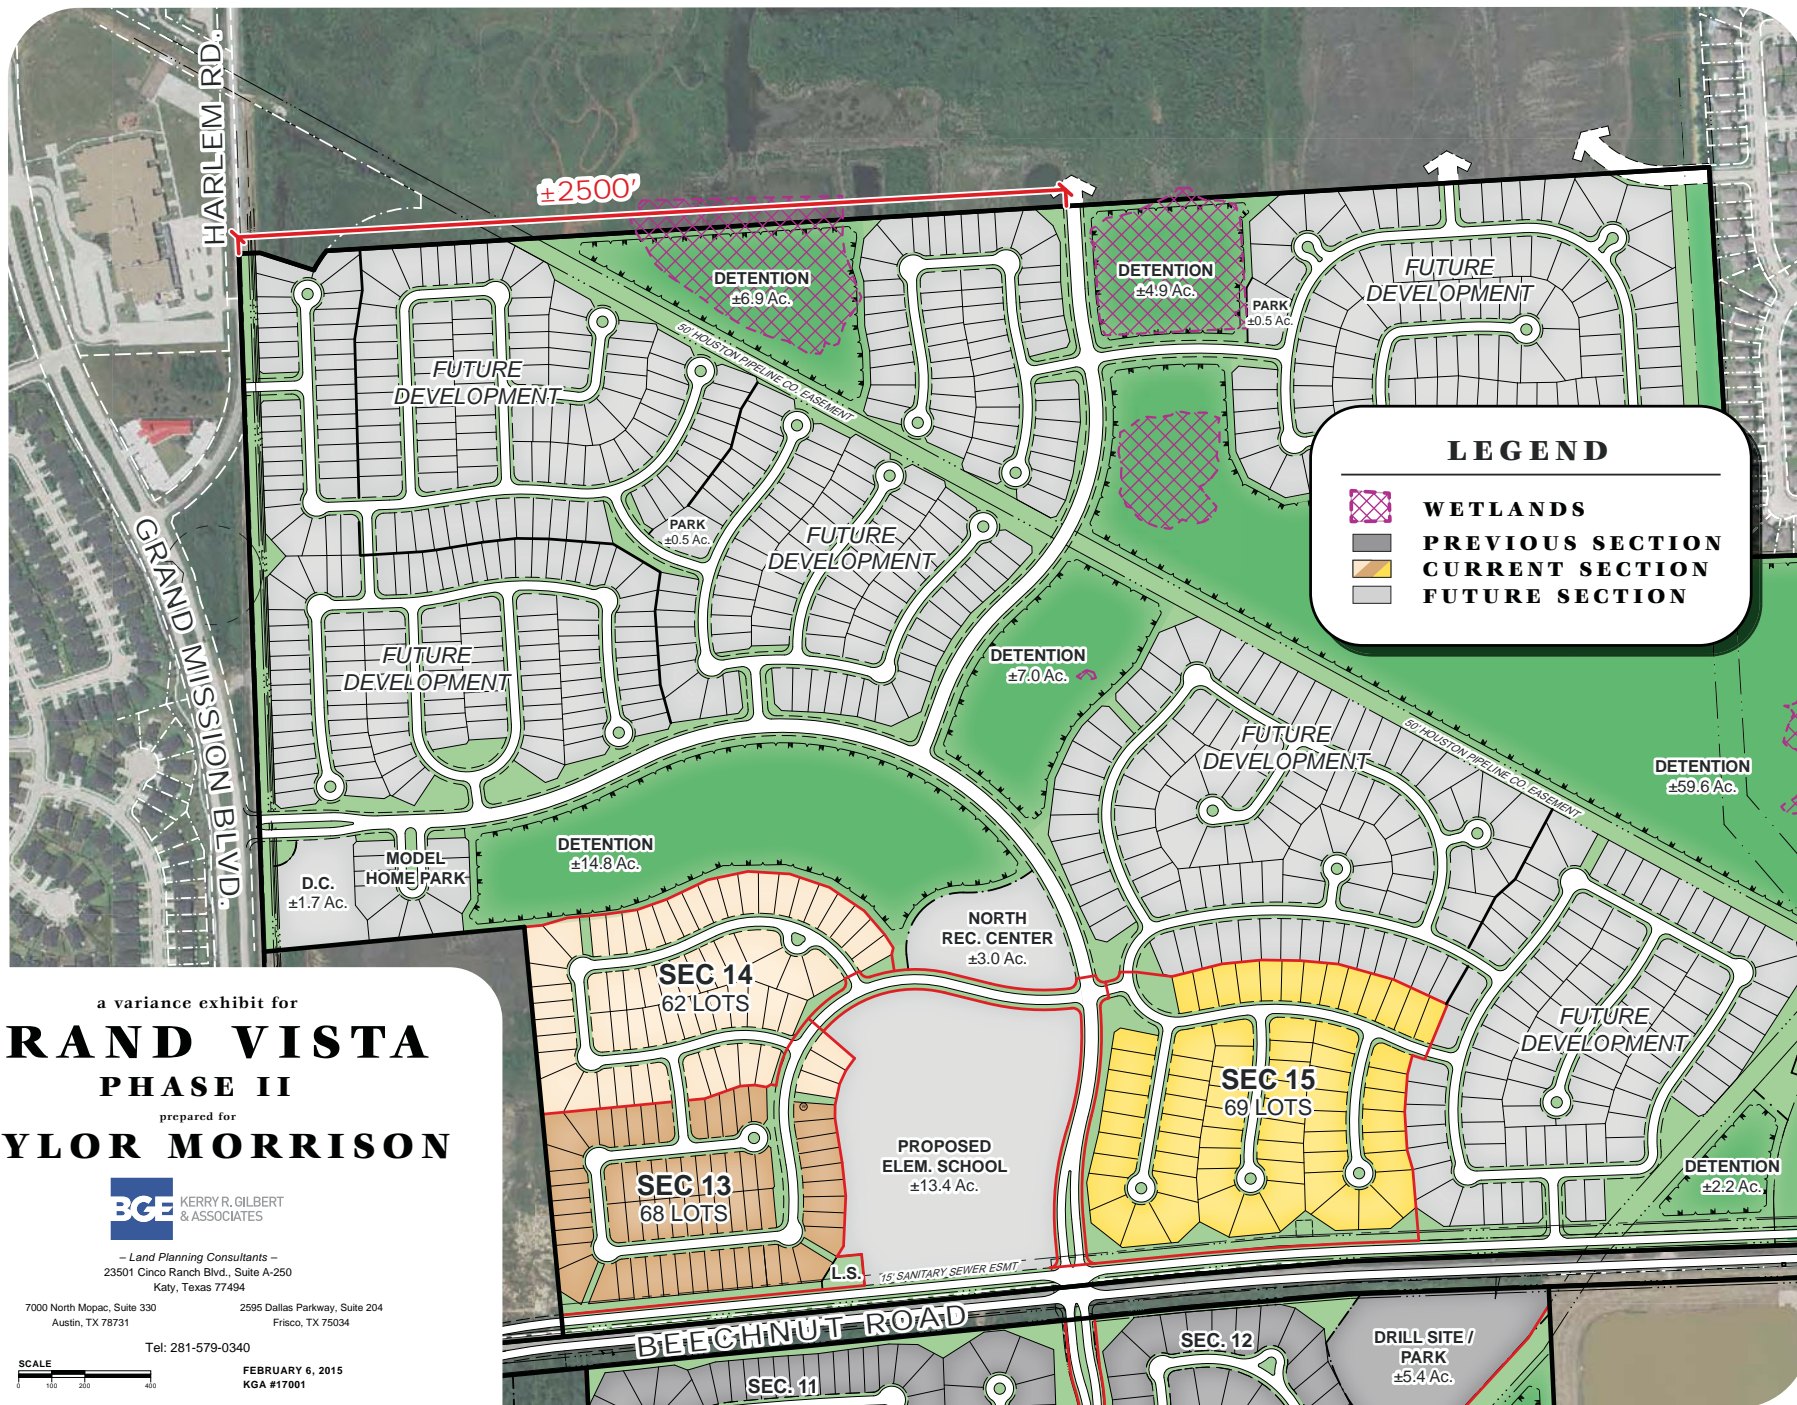 HARLEM RD.
±2500'
DETENTION
±6.9 Ac.
DETENTION
±4.9 Ac.
PARK
±0.5 Ac.
FUTURE
DEVELOPMENT
50' HOUSTON PIPELINE CO. EASEMENT
FUTURE
DEVELOPMENT
LEGEND
WETLANDS
PREVIOUS SECTION
CURRENT SECTION
FUTURE SECTION
PARK
±0.5 Ac.
FUTURE
DEVELOPMENT
GRAND MISSION BLVD.
FUTURE
DEVELOPMENT
DETENTION
±7.0 Ac.
FUTURE
DEVELOPMENT
50' HOUSTON PIPELINE CO. EASEMENT
DETENTION
±59.6 Ac.
DETENTION
±14.8 Ac.
MODEL
HOME PARK
D.C.
±1.7 Ac.
NORTH
REC. CENTER
±3.0 Ac.
SEC 14
62 LOTS
FUTURE
DEVELOPMENT
SEC 15
69 LOTS
PROPOSED
ELEM. SCHOOL
±13.4 Ac.
SEC 13
68 LOTS
DETENTION
±2.2 Ac.
L.S.
15' SANITARY SEWER ESMT
BEECHNUT ROAD
SEC. 12
DRILL SITE /
PARK
±5.4 Ac.
SEC. 11
a variance exhibit for
RAND VISTA
PHASE II
prepared for
YLOR MORRISON
BGE
KERRY R. GILBERT
& ASSOCIATES
– Land Planning Consultants –
23501 Cinco Ranch Blvd., Suite A-250
Katy, Texas 77494
7000 North Mopac, Suite 330
Austin, TX 78731
2595 Dallas Parkway, Suite 204
Frisco, TX 75034
Tel: 281-579-0340
SCALE
0 100 200 400
FEBRUARY 6, 2015
KGA #17001